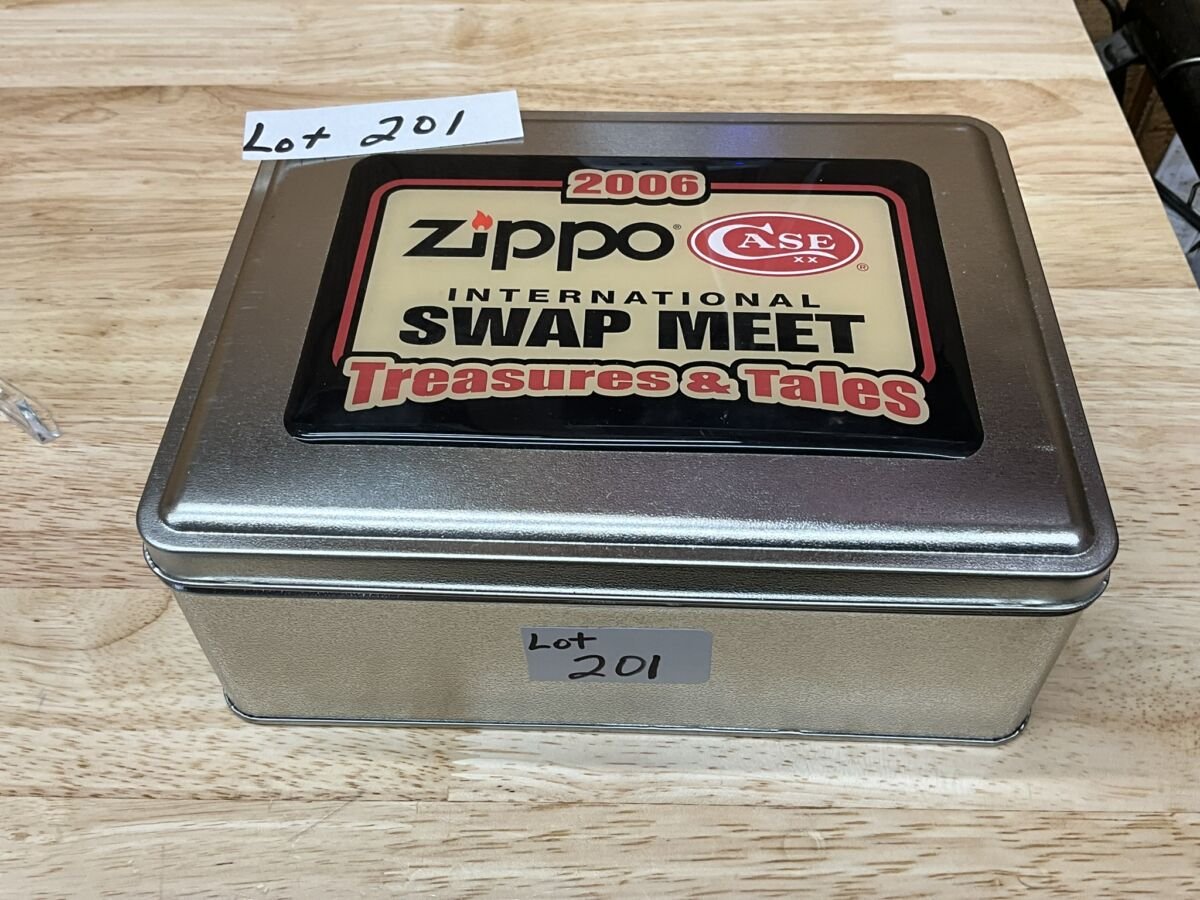 Lot 201
2006
Zippo® CASE XX ®
INTERNATIONAL
SWAP MEET
Treasures & Tales
Lot
201